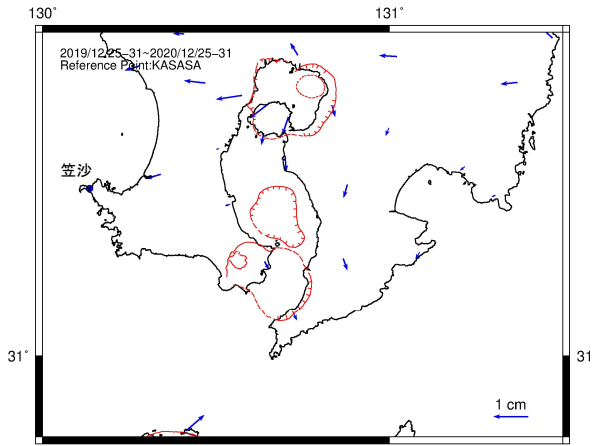 130˚
131˚
2019/12/25-31~2020/12/25-31
Reference Point:KASASA
笠沙
31˚
31
1 cm